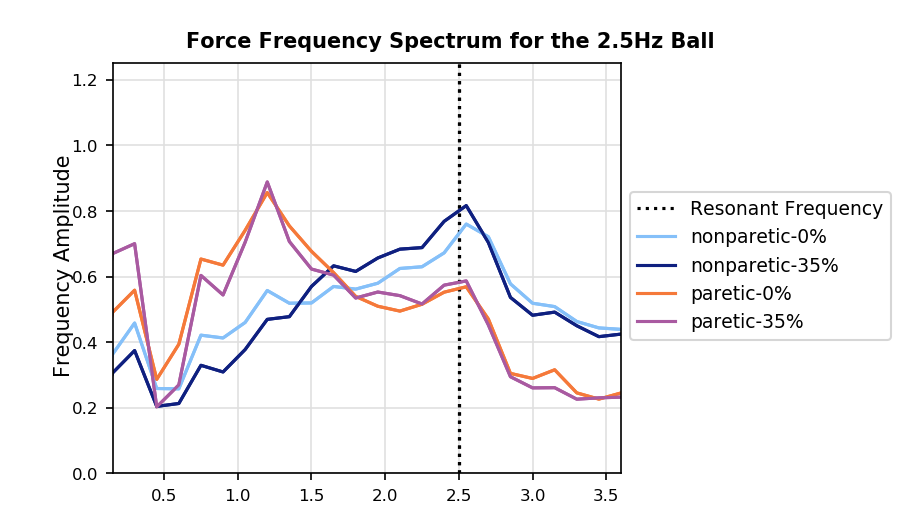 Force Frequency Spectrum for the 2.5Hz Ball
Frequency Amplitude
1.2
1.0
0.8
0.6
0.4
0.2
0.0
0.5
1.0
1.5
2.0
2.5
3.0
3.5
Resonant Frequency
nonparetic-0%
nonparetic-35%
paretic-0%
paretic-35%